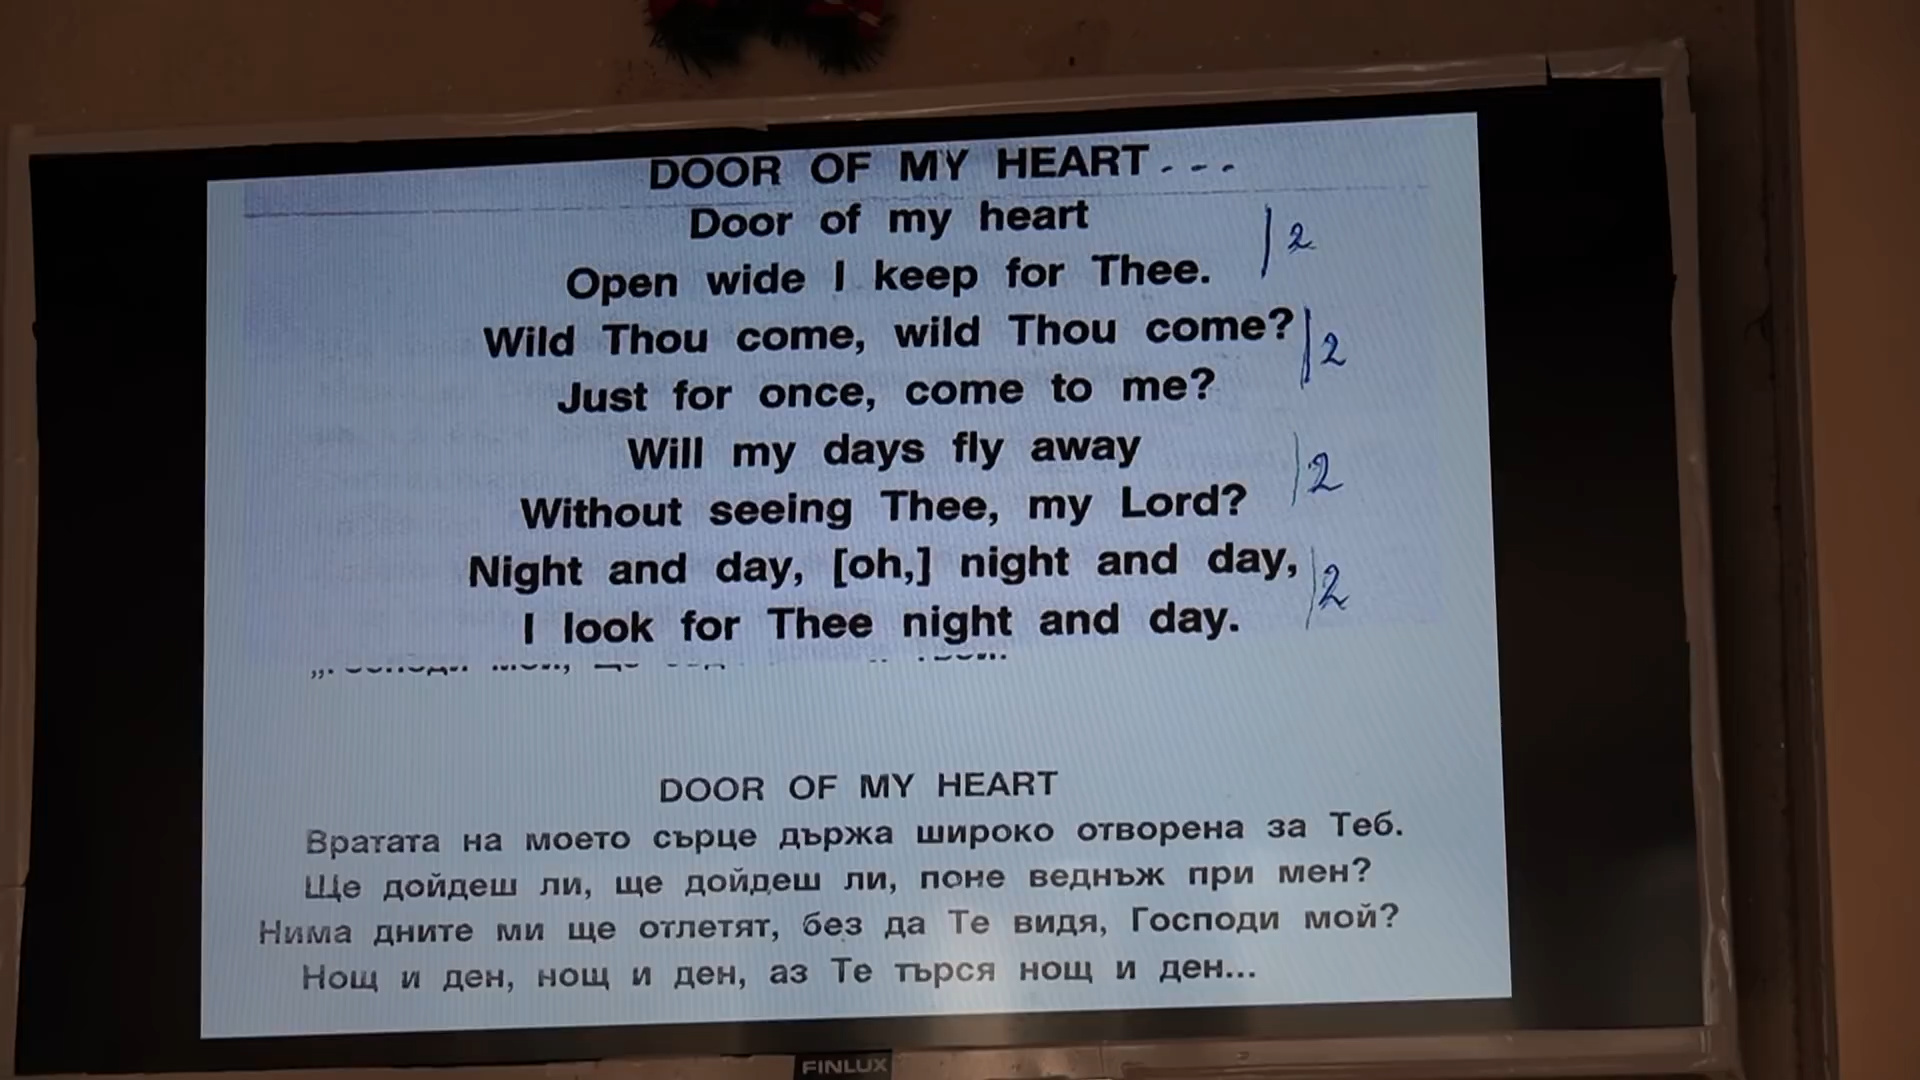 DOOR OF MY HEART - - -
Door of my heart
Open wide I keep for Thee. | 2
Wild Thou come, wild Thou come?
Just for once, come to me? | 2
Will my days fly away
Without seeing Thee, my Lord? | 2
Night and day, [oh,] night and day,
I look for Thee night and day. | 2
DOOR OF MY HEART
Вратата на моето сърце държа широко отворена за Теб.
Ще дойдеш ли, ще дойдеш ли, поне веднъж при мен?
Нима дните ми ще отлетят, без да Те видя, Господи мой?
Нощ и ден, нощ и ден, аз Те търся нощ и ден...
FINLUX